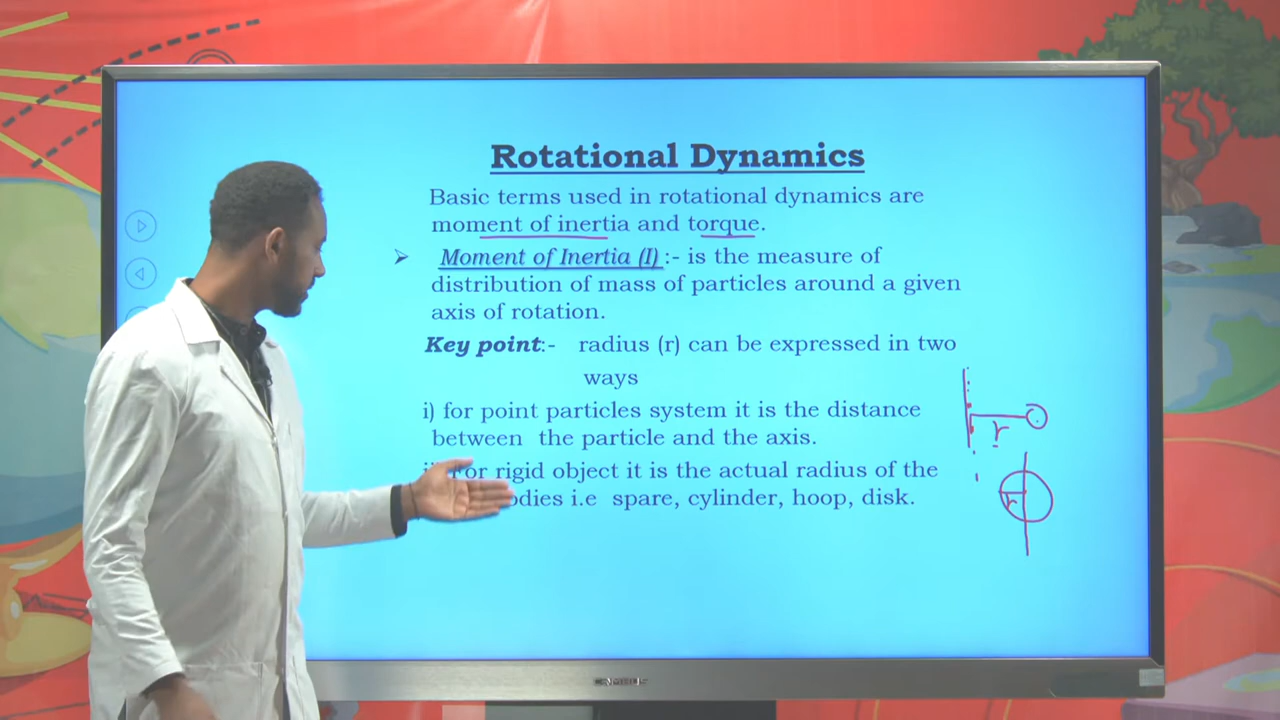 Rotational Dynamics
Basic terms used in rotational dynamics are
moment of inertia and torque.
➤ Moment of Inertia (I) :- is the measure of
distribution of mass of particles around a given
axis of rotation.
Key point:- radius (r) can be expressed in two
ways
i) for point particles system it is the distance
between the particle and the axis.
r
For rigid object it is the actual radius of the
i.e spare, cylinder, hoop, disk.
r